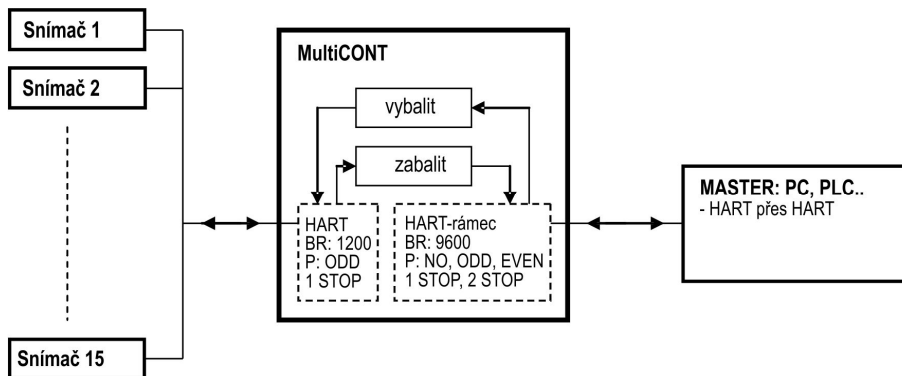 Snímač 1
Snímač 2
Snímač 15
MultiCONT
vybalit
zabalit
HART
BR: 1200
P: ODD
1 STOP
HART-rámec
BR: 9600
P: NO, ODD, EVEN
1 STOP, 2 STOP
MASTER: PC, PLC..
- HART přes HART